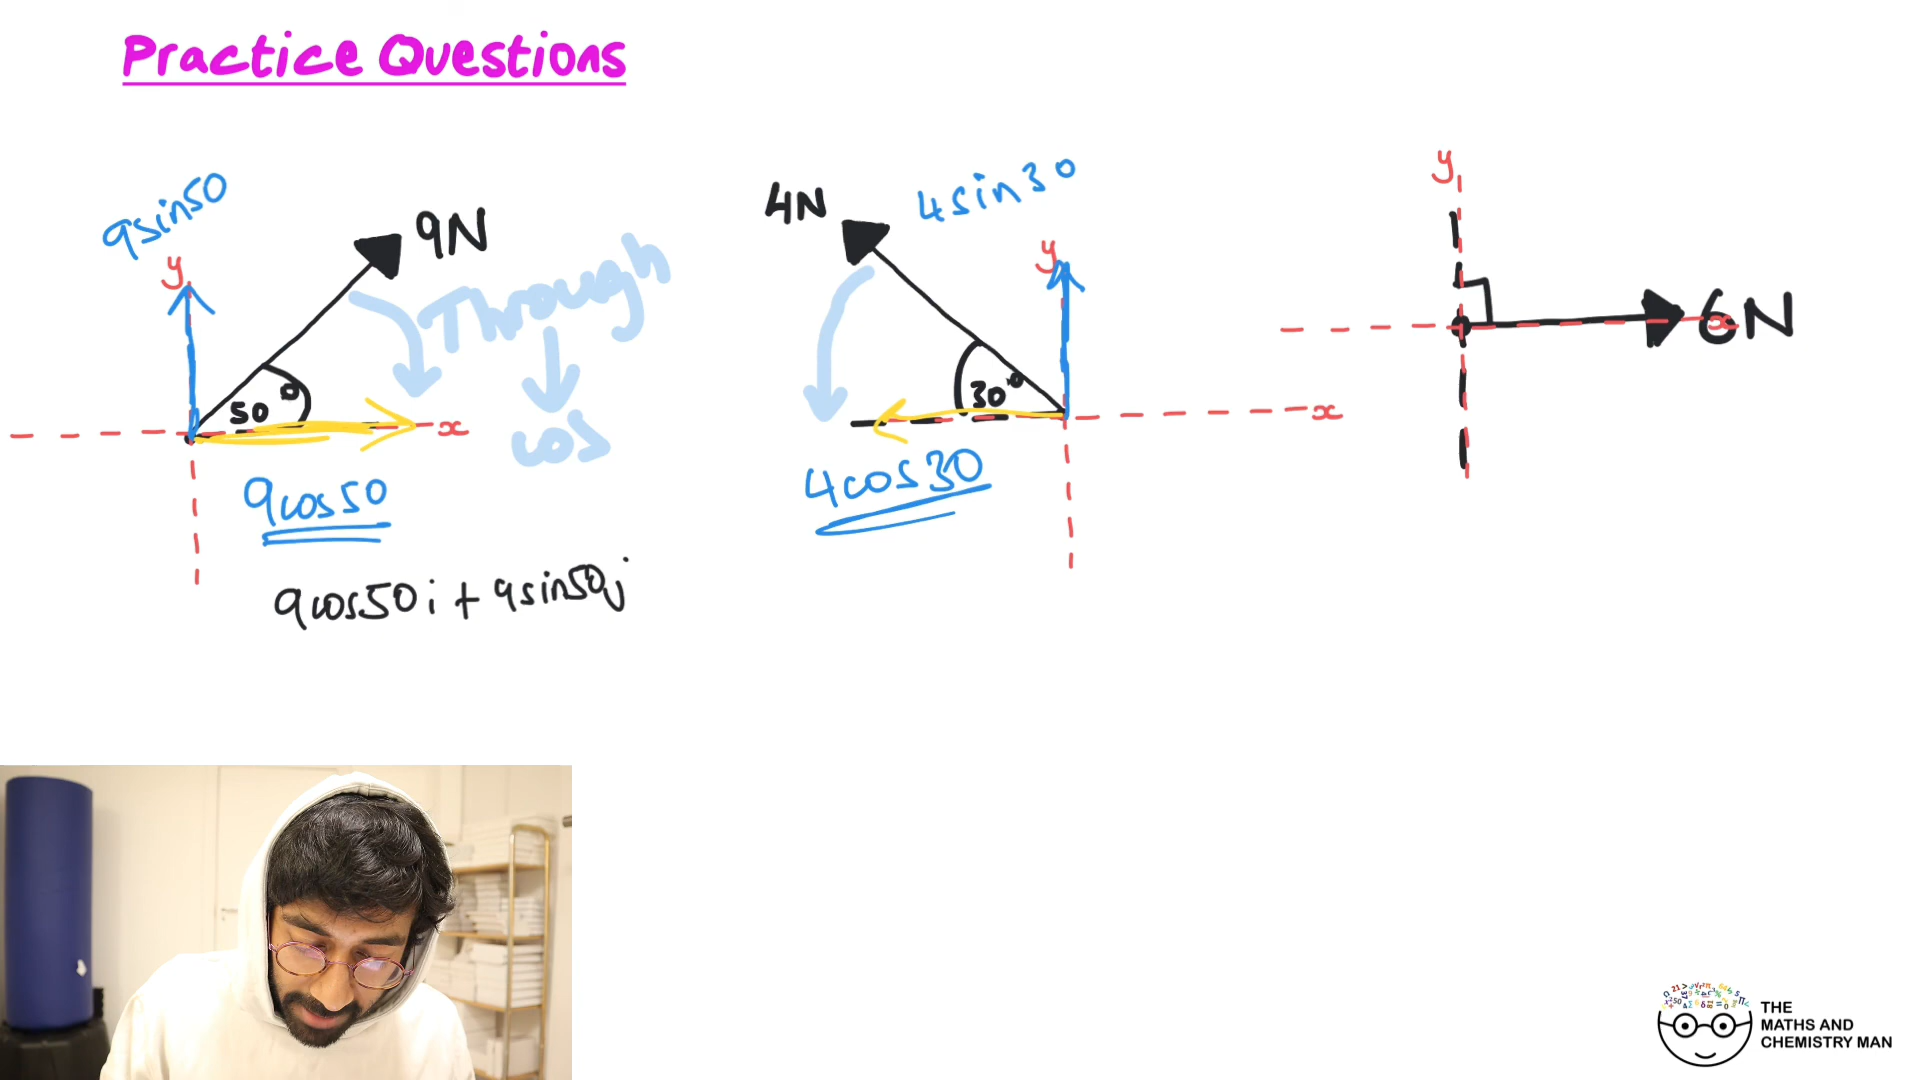 Practice Questions
9sin50
y
9N
Through
↓
cos
50°
x
9cos50
9cos50i + 9sin50j
4N
4sin30
y
30°
x
4cos30
y
6N
x
THE
MATHS AND
CHEMISTRY MAN